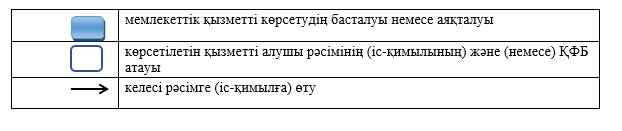 мемлекеттік қызметті көрсетудің басталуы немесе аяқталуы
көрсетілетін қызметті алушы рәсімінің (іс-қимылының) және (немесе) ҚФБ
атауы
келесі рәсімге (іс-қимылға) өту